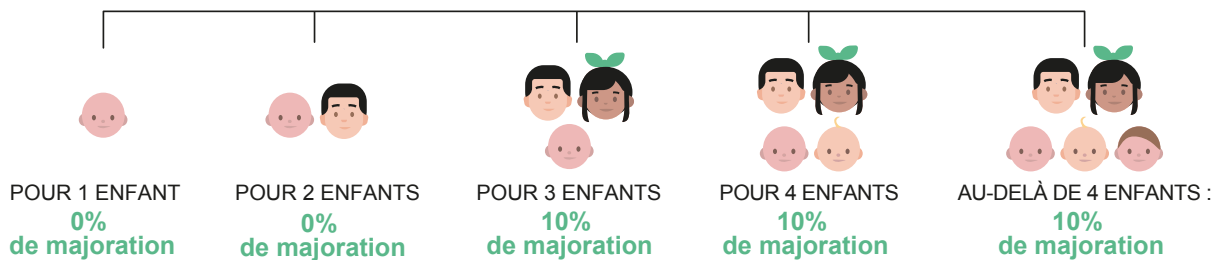 POUR 1 ENFANT
0%
de majoration
POUR 2 ENFANTS
0%
de majoration
POUR 3 ENFANTS
10%
de majoration
POUR 4 ENFANTS
10%
de majoration
AU-DELÀ DE 4 ENFANTS :
10%
de majoration